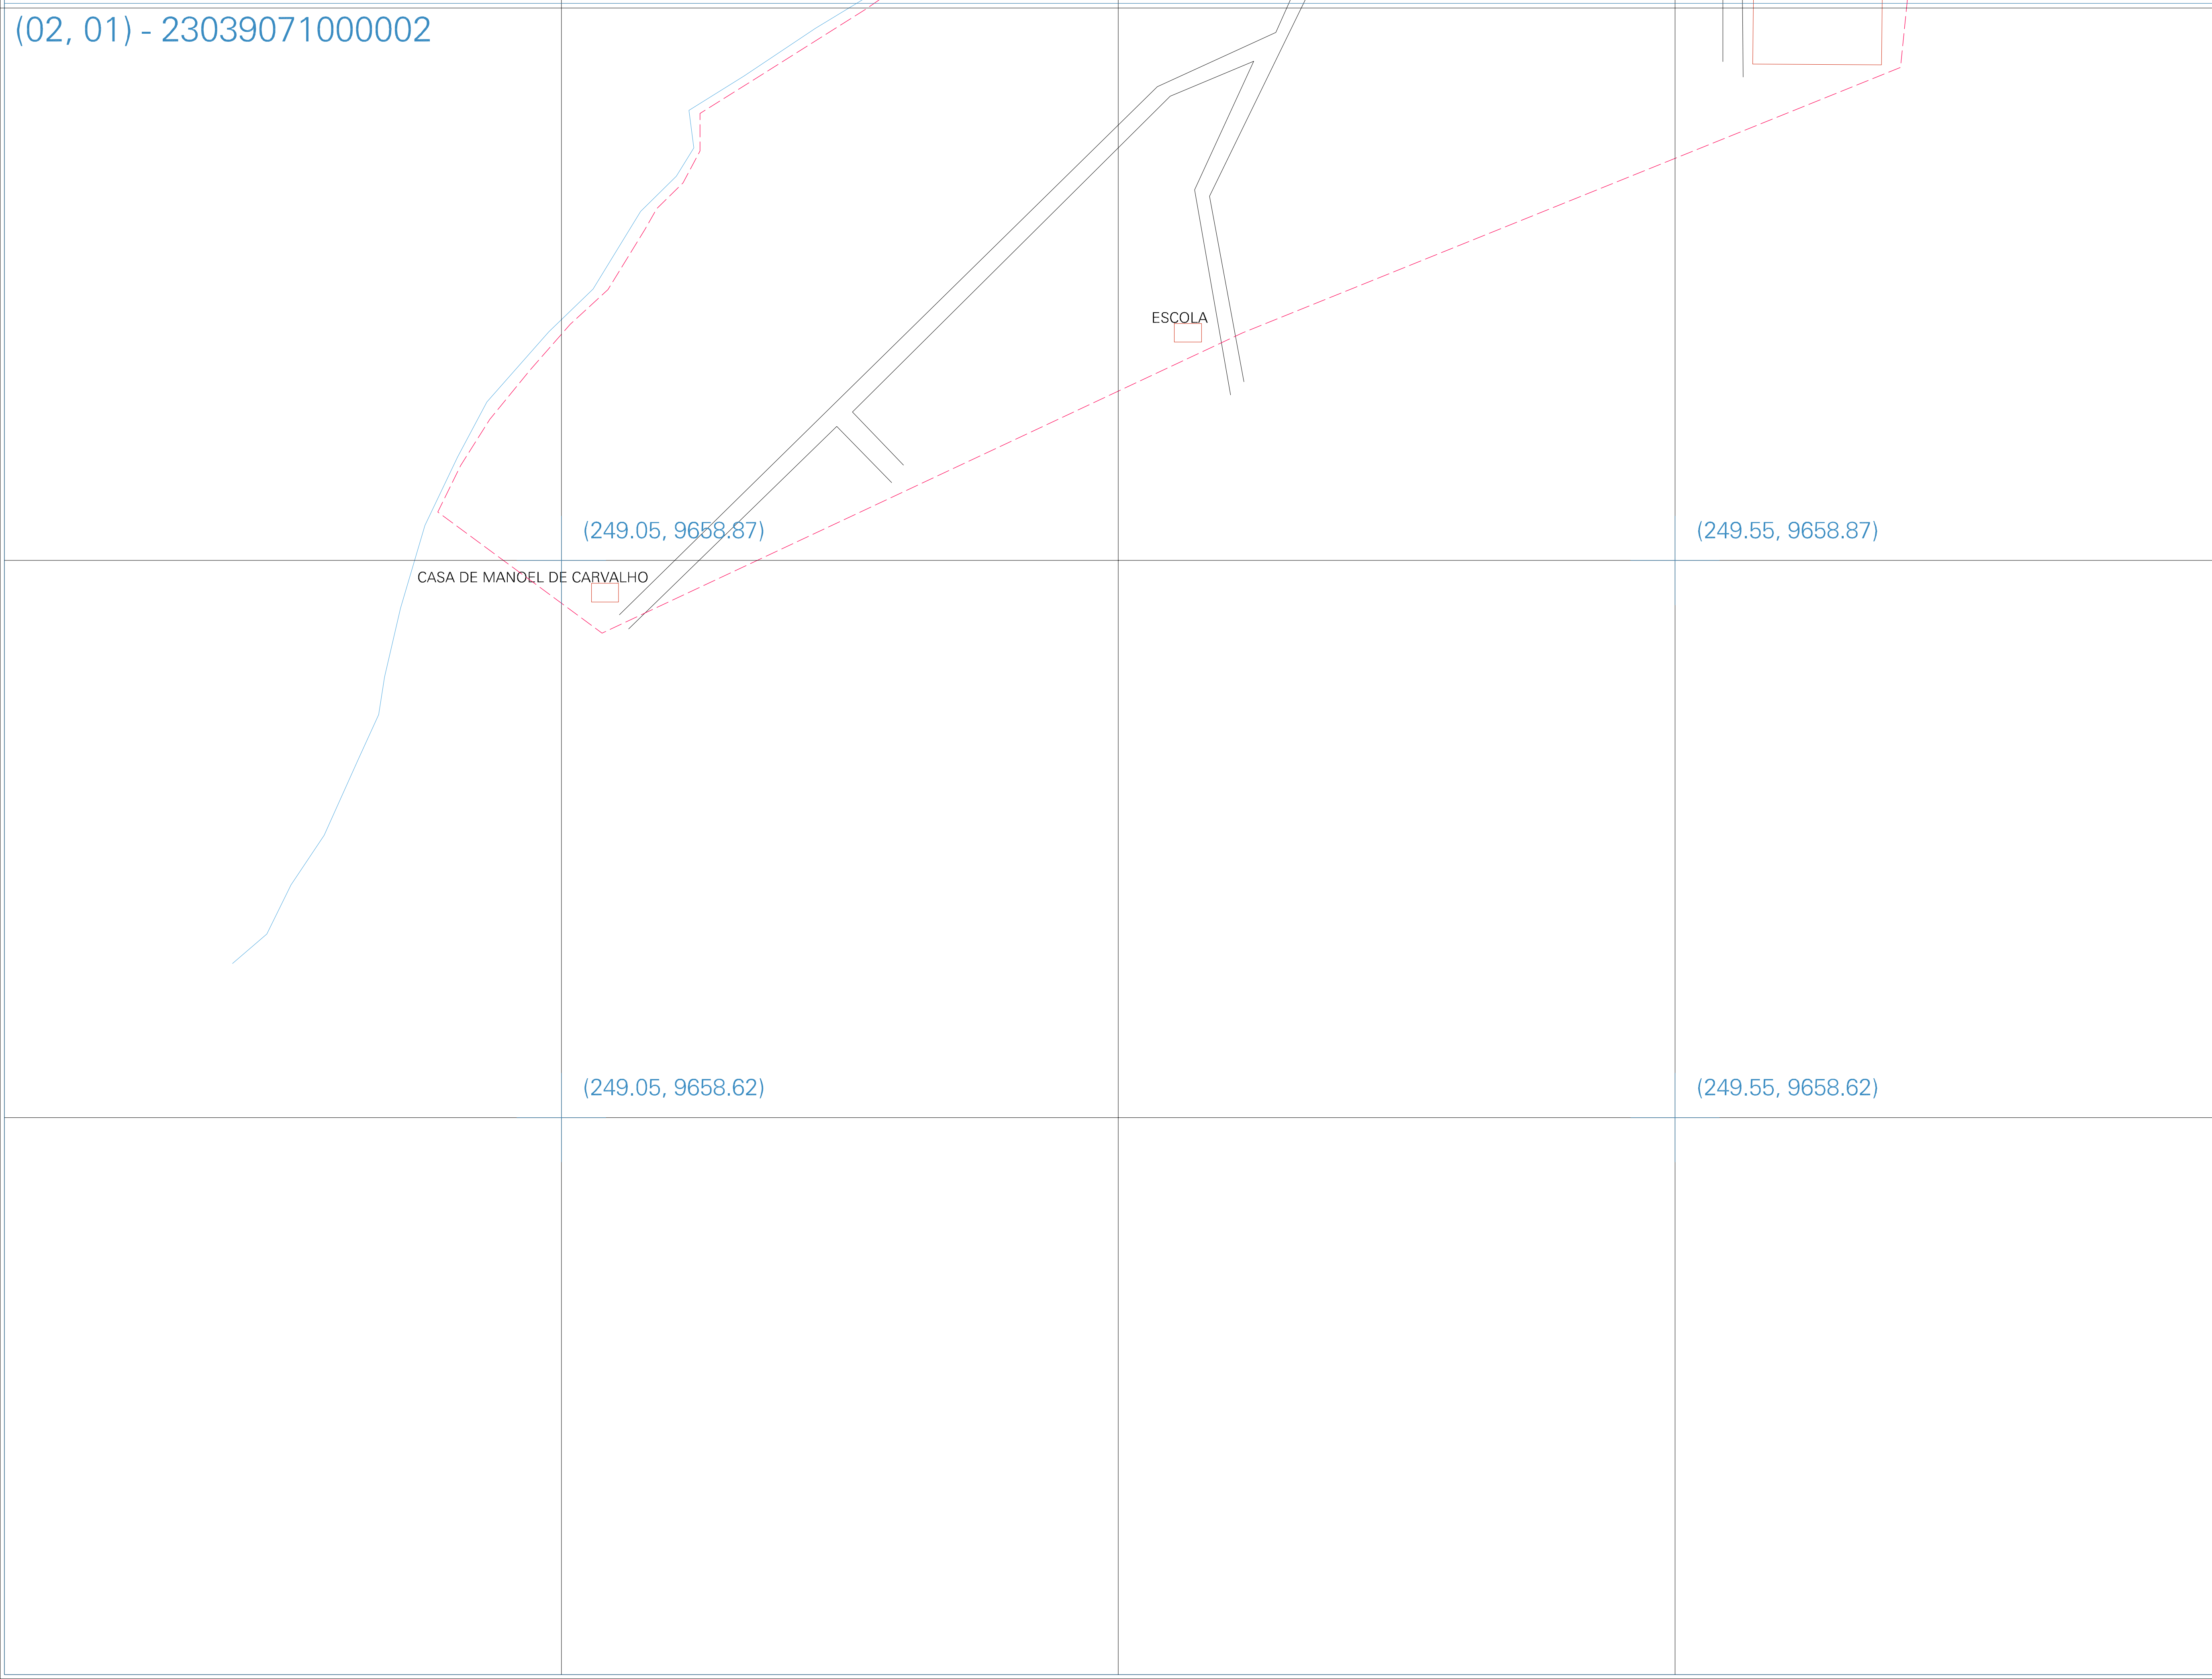 (02, 01) - 23039071000002
ESCOLA
(249.05, 9658.87)
(249.55, 9658.87)
CASA DE MANOEL DE CARVALHO
(249.05, 9658.62)
(249.55, 9658.62)